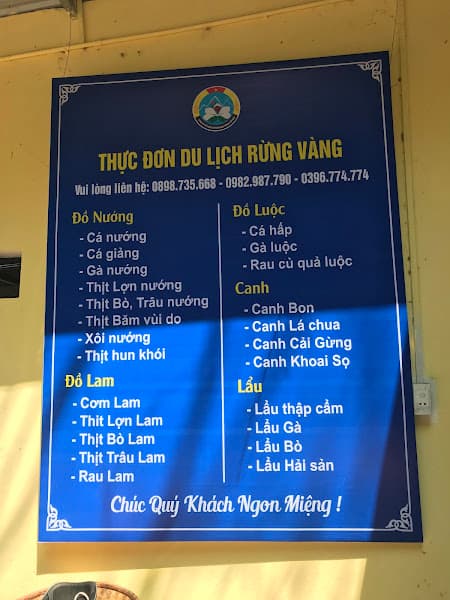 THỰC ĐƠN DU LỊCH RỪNG VÀNG
Vui lòng liên hệ: 0898.735.668 - 0982.987.790 - 0396.774.774
Đồ Nướng
- Cá nướng
- Cá giảng
- Gà nướng
- Thịt Lợn nướng
- Thịt Bò, Trâu nướng
- Thịt Băm vùi do
- Xôi nướng
- Thịt hun khói
Đồ Lam
- Cơm Lam
- Thit Lợn Lam
- Thịt Bò Lam
- Thịt Trâu Lam
- Rau Lam
Đồ Luộc
- Cá hấp
- Gà luộc
- Rau củ quả luộc
Canh
- Canh Bon
- Canh Lá chua
- Canh Cải Gừng
- Canh Khoai Sọ
Lẩu
- Lẩu thập cẩm
- Lẩu Gà
- Lẩu Bò
- Lẩu Hải sản
Chúc Quý Khách Ngon Miệng !